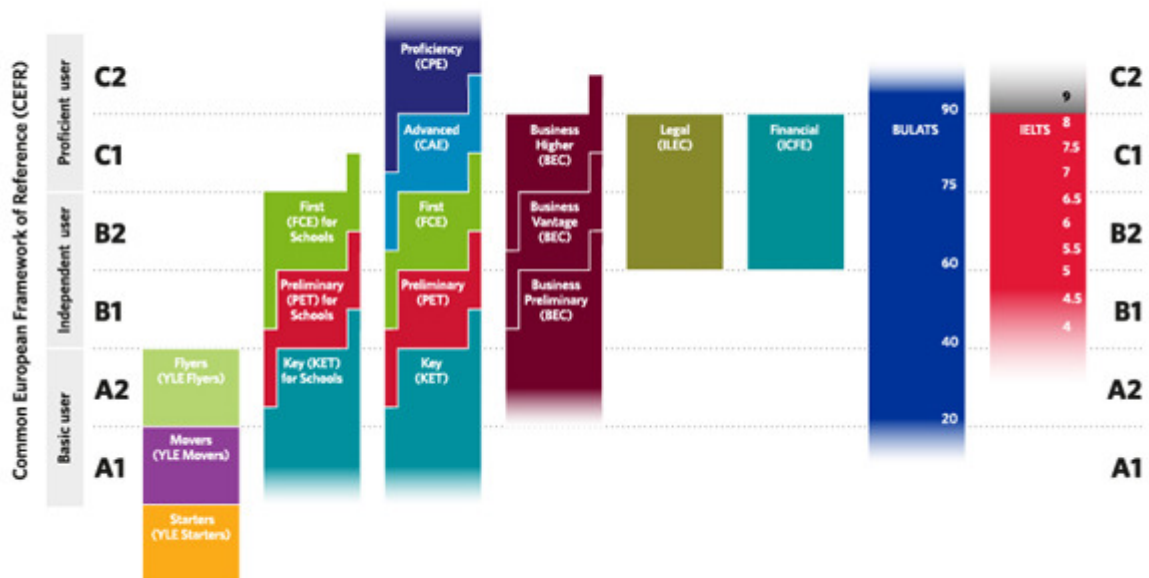 Common European Framework of Reference (CEFR)
Proficient user
Independent user
Basic user
C2
C1
B2
B1
A2
A1
Flyers
(YLE Flyers)
Movers
(YLE Movers)
Starters
(YLE Starters)
First
(FCE) for
Schools
Preliminary
(PET) for
Schools
Key (KET)
for Schools
Proficiency
(CPE)
Advanced
(CAE)
First
(FCE)
Preliminary
(PET)
Key
(KET)
Business
Higher
(BEC)
Business
Vantage
(BEC)
Business
Preliminary
(BEC)
Legal
(ILEC)
Financial
(ICFE)
BULATS
90
75
60
40
20
IELTS
9
8
7.5
7
6.5
6
5.5
5
4.5
4
C2
C1
B2
B1
A2
A1